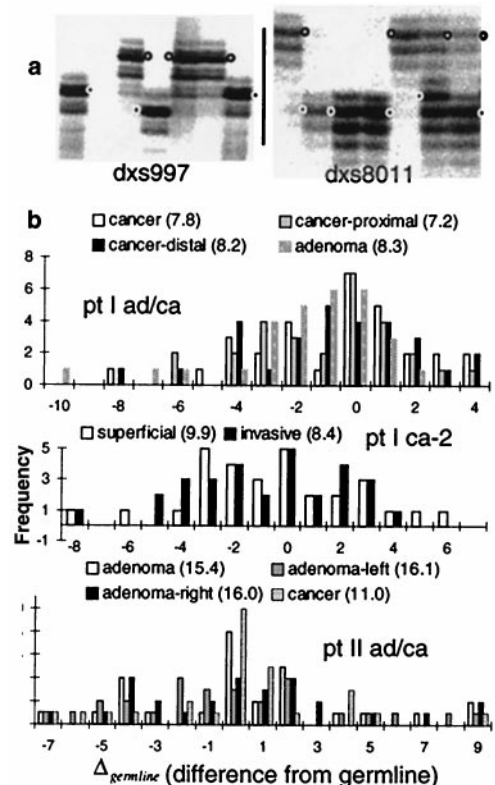 a
dxs997 dxs8011
b
cancer (7.8) cancer-proximal (7.2)
cancer-distal (8.2) adenoma (8.3)
8
6
4
2
0
pt I ad/ca
-10 -8 -6 -4 -2 0 2 4
superficial (9.9) invasive (8.4) pt I ca-2
Frequency
5
3
1
-1
-8 -6 -4 -2 0 2 4 6
adenoma (15.4) adenoma-left (16.1)
adenoma-right (16.0) cancer (11.0)
pt II ad/ca
-7 -5 -3 -1 1 3 5 7 9
Δgermline (difference from germline)